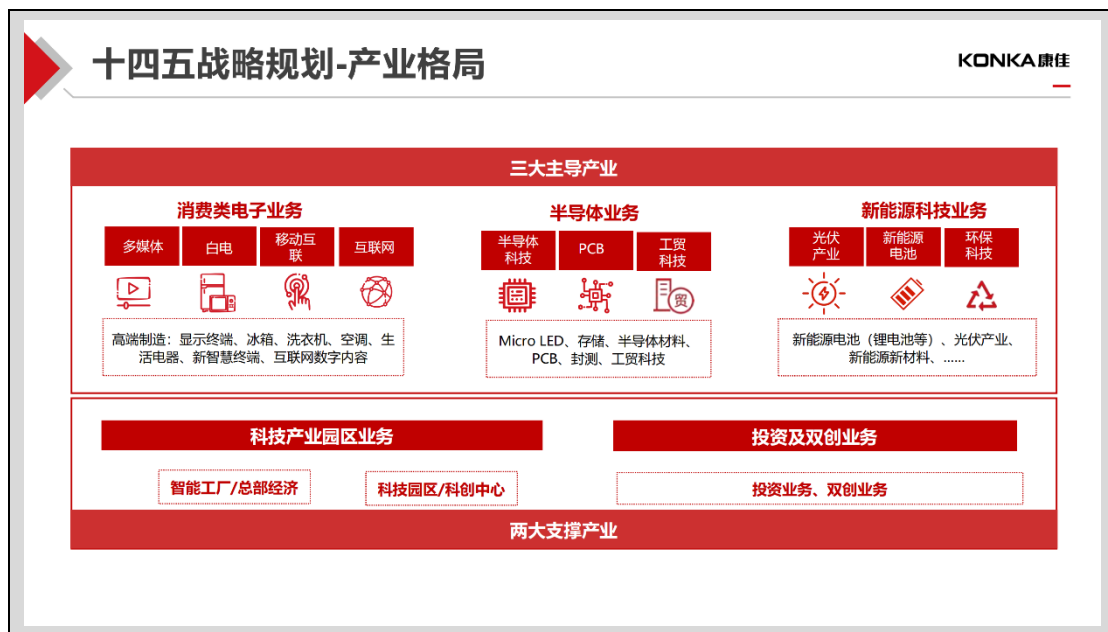 十四五战略规划-产业格局
KONKA康佳
三大主导产业
消费类电子业务
多媒体
白电
移动互
联
互联网
高端制造：显示终端、冰箱、洗衣机、空调、生
活电器、新智慧终端、互联网数字内容
半导体业务
半导体
科技
PCB
工贸
科技
贸
Micro LED、存储、半导体材料、
PCB、封测、工贸科技
新能源科技业务
光伏
产业
新能源
电池
环保
科技
新能源电池（锂电池等）、光伏产业、
新能源新材料、......
科技产业园区业务
智能工厂/总部经济
科技园区/科创中心
投资及双创业务
投资业务、双创业务
两大支撑产业